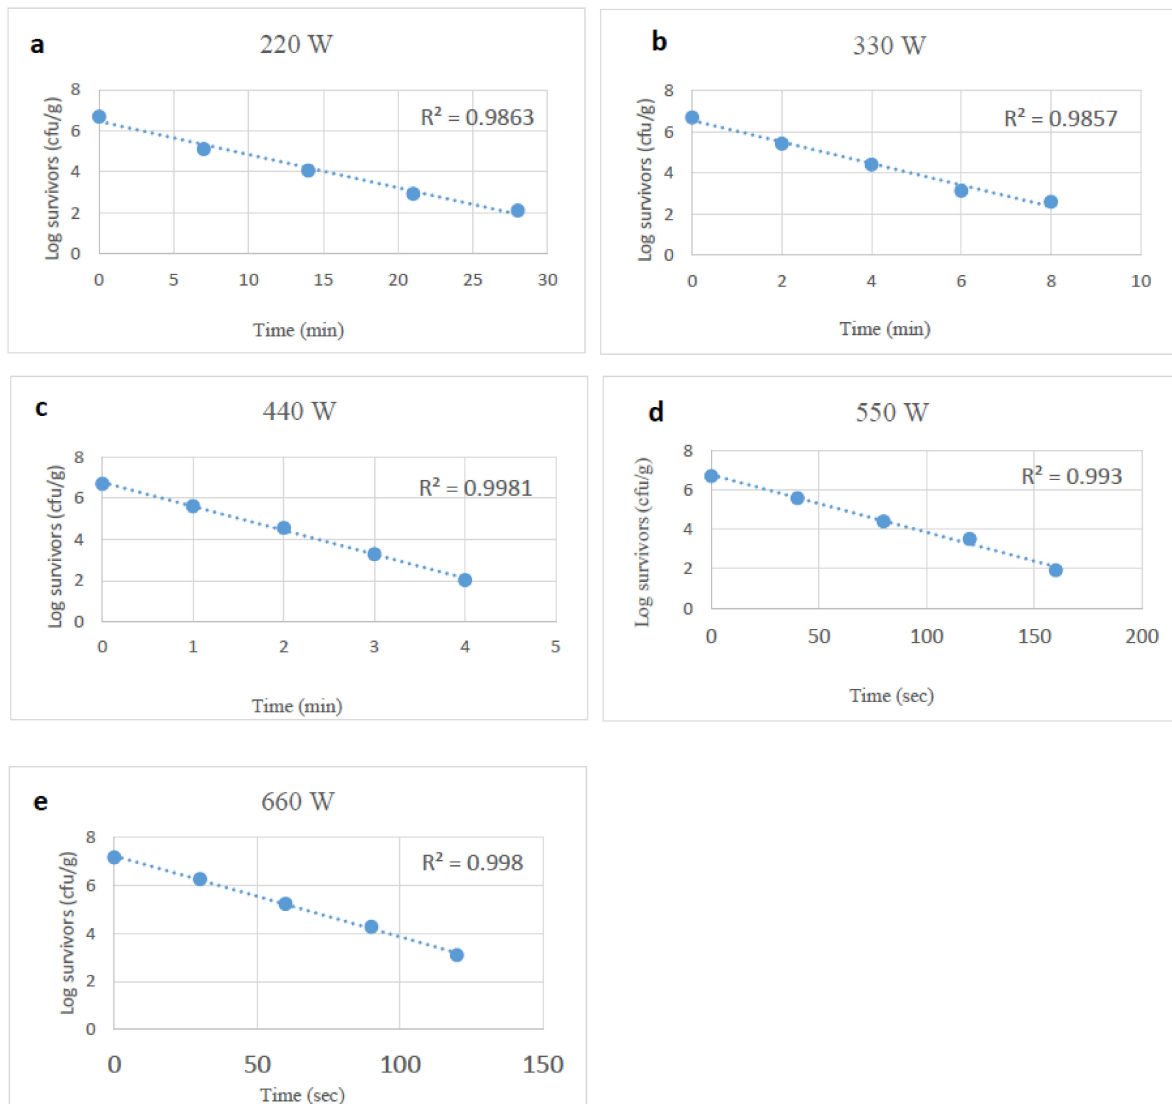 a
220 W
Log survivors (cfu/g)
8
6
4
2
0
R² = 0.9863
0 5 10 15 20 25 30
Time (min)
b
330 W
Log survivors (cfu/g)
8
6
4
2
0
R² = 0.9857
0 2 4 6 8 10
Time (min)
c
440 W
Log survivors (cfu/g)
8
6
4
2
0
R² = 0.9981
0 1 2 3 4 5
Time (min)
d
550 W
Log survivors (cfu/g)
8
6
4
2
0
R² = 0.993
0 50 100 150 200
Time (sec)
e
660 W
Log survivors (cfu/g)
8
6
4
2
0
R² = 0.998
0 50 100 150
Time (sec)